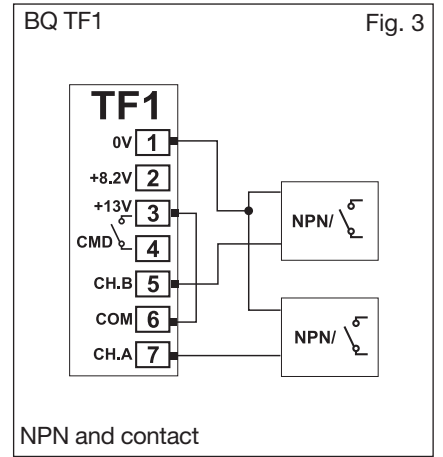 BQ TF1 Fig. 3
TF1
0V 1
+8.2V 2
+13V 3
CMD 4
CH.B 5
COM 6
CH.A 7
NPN/
NPN/
NPN and contact